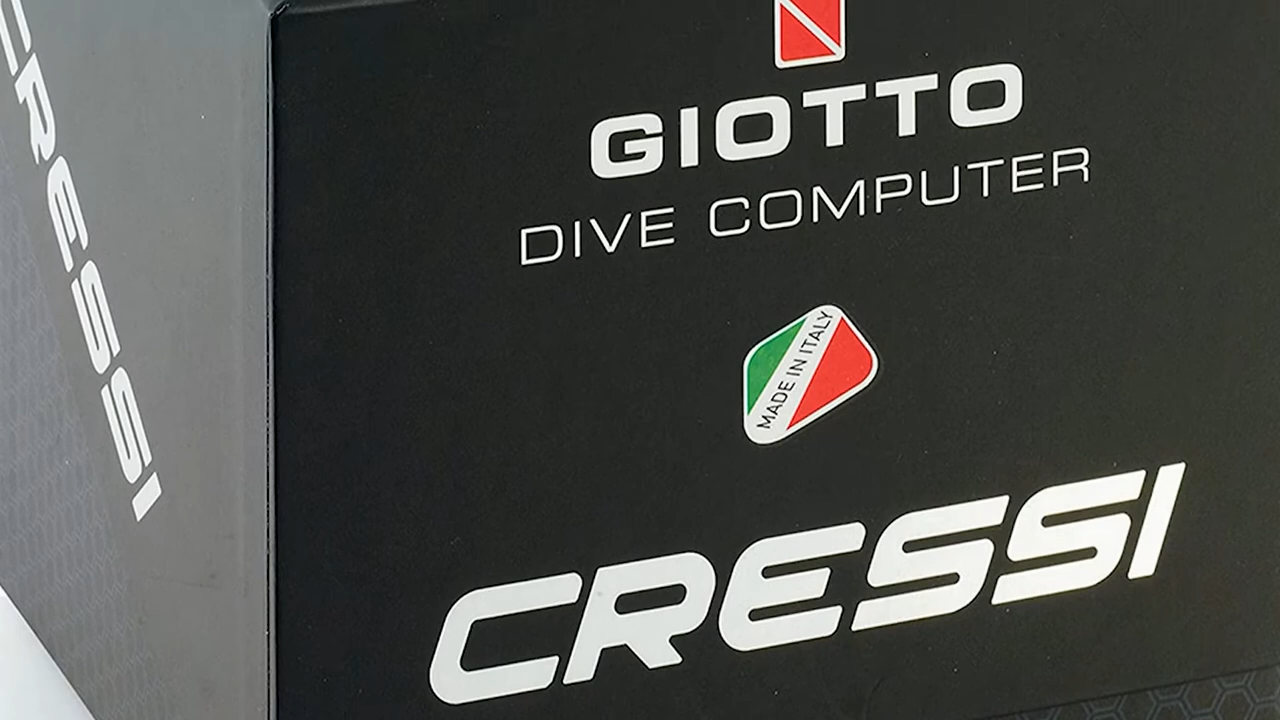 CRESSI
GIOTTO
DIVE COMPUTER
MADE IN ITALY
CRESSI